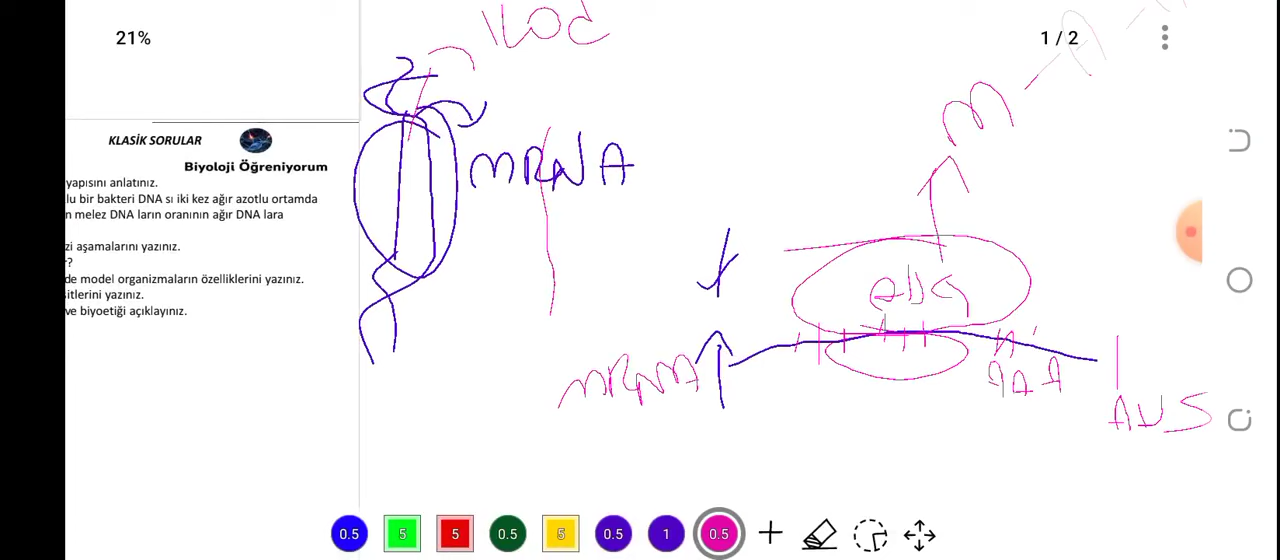 21%
1 / 2
KLASİK SORULAR
Biyoloji Öğreniyorum
yapısını anlatınız.
lu bir bakteri DNA sı iki kez ağır azotlu ortamda
n melez DNA ların oranının ağır DNA lara
zi aşamalarını yazınız.
r?
de model organizmaların özelliklerini yazınız.
sitlerini yazınız.
ve biyoetiği açıklayınız.
MRNA
MRNA
0.5 5 5 0.5 5 0.5 1 0.5